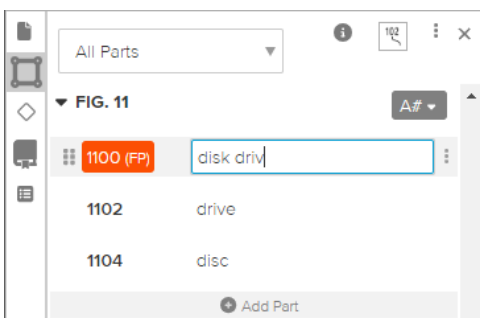 All Parts
102
FIG. 11
A#
1100 (FP) disk driv
1102 drive
1104 disc
Add Part